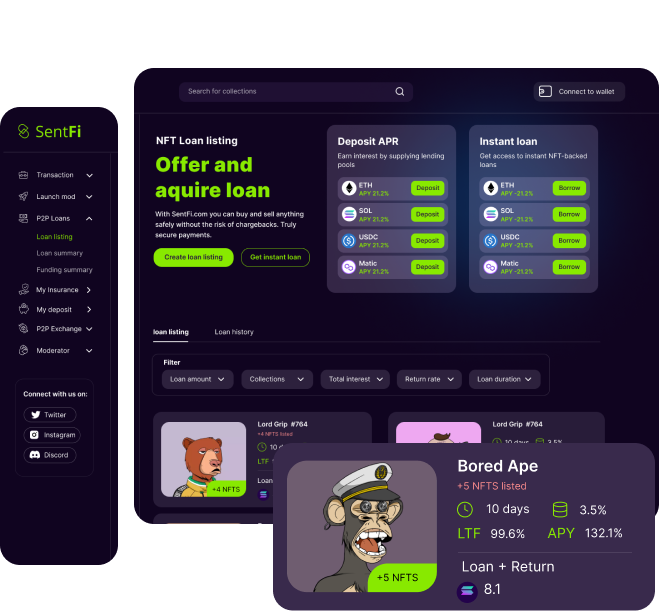 SentFi
Transaction
Launch mod
P2P Loans
Loan listing
Loan summary
Funding summary
My Insurance
My deposit
P2P Exchange
Moderator
Connect with us on:
Twitter
Instagram
Discord
Search for collections
Connect to wallet
NFT Loan listing
Offer and
aquire loan
With SentFi.com you can buy and sell anything
safely without the risk of chargebacks. Truly
secure payments.
Create loan listing
Get instant loan
Deposit APR
Earn interest by supplying lending
pools
ETH
APY 21,2%
Deposit
SOL
APY 21.2%
Deposit
USDC
APY 21.2%
Deposit
Matic
APY 21.2%
Deposit
Instant loan
Get access to instant NFT-backed
loans
ETH
APY -21.2%
Borrow
SOL
APY -21.2%
Borrow
USDC
APY -21.2%
Borrow
Matic
APY -21.2%
Borrow
loan listing
Loan history
Filter
Loan amount
Collections
Total interest
Return rate
Loan duration
+4 NFTS
Lord Grip #764
+4 NFTS listed
10
LTF
Loan
Lord Grip #764
10 days
3.5%
+5 NFTS
Bored Ape
+5 NFTS listed
10 days
3.5%
LTF 99.6%
APY 132.1%
Loan + Return
8.1